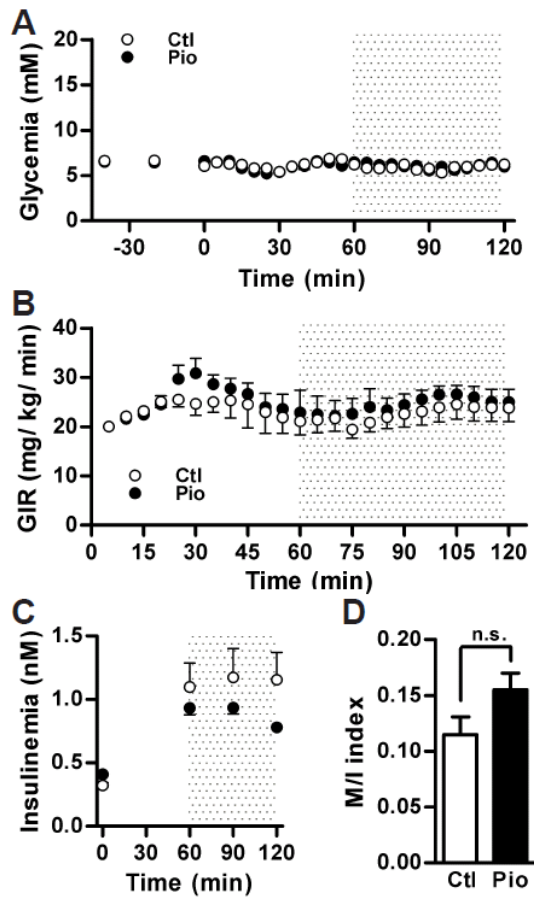 A
Glycemia (mM)
20
15
10
5
0
Ctl
Pio
-30 0 30 60 90 120
Time (min)
B
GIR (mg/ kg/ min)
40
30
20
10
0
Ctl
Pio
0 15 30 45 60 75 90 105 120
Time (min)
C
Insulinemia (nM)
1.5
1.0
0.5
0.0
0 30 60 90 120
Time (min)
D
M/I index
0.20
0.15
0.10
0.05
0.00
n.s.
Ctl Pio